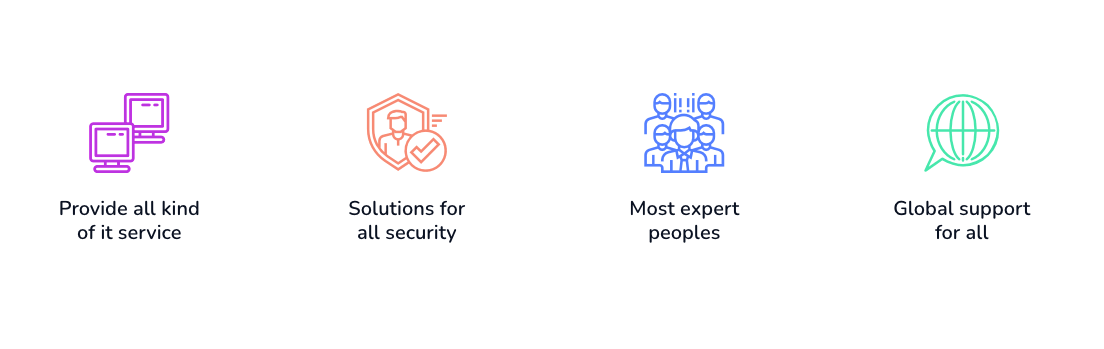 Provide all kind
of it service
Solutions for
all security
Most expert
peoples
Global support
for all